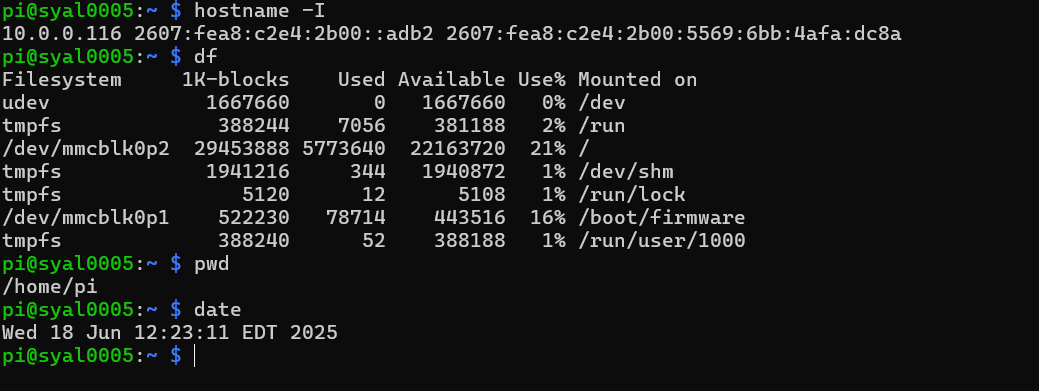 pi@syal0005:~ $ hostname -I
10.0.0.116 2607:fea8:c2e4:2b00::adb2 2607:fea8:c2e4:2b00:5569:6bb:4afa:dc8a
pi@syal0005:~ $ df
Filesystem     1K-blocks    Used Available Use% Mounted on
udev             1667660       0   1667660   0% /dev
tmpfs             388244    7056    381188   2% /run
/dev/mmcblk0p2  29453888 5773640  22163720  21% /
tmpfs            1941216     344   1940872   1% /dev/shm
tmpfs               5120      12      5108   1% /run/lock
/dev/mmcblk0p1    522230   78714    443516  16% /boot/firmware
tmpfs             388240      52    388188   1% /run/user/1000
pi@syal0005:~ $ pwd
/home/pi
pi@syal0005:~ $ date
Wed 18 Jun 12:23:11 EDT 2025
pi@syal0005:~ $